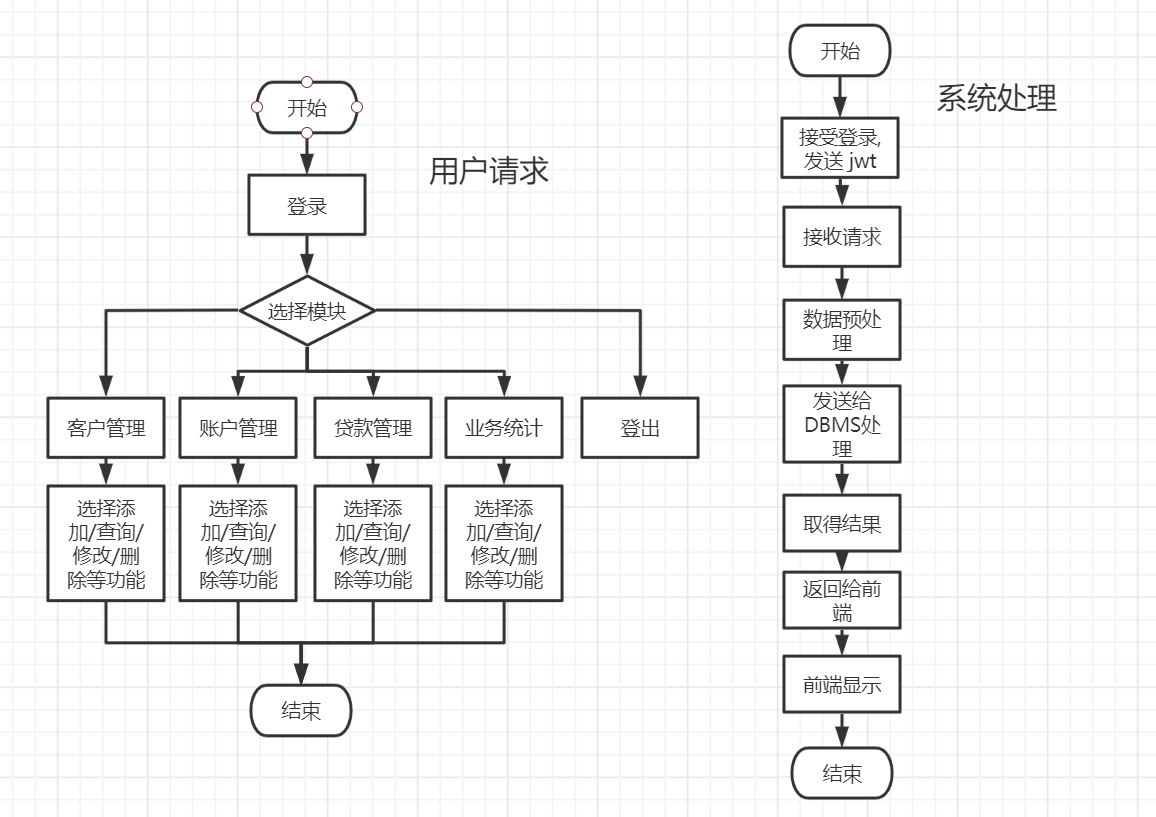 开始
用户请求
登录
选择模块
客户管理
账户管理
贷款管理
业务统计
登出
选择添
加/查询/
修改/删
除等功能
选择添
加/查询/
修改/删
除等功能
选择添
加/查询/
修改/删
除等功能
选择添
加/查询/
修改/删
除等功能
结束
开始
系统处理
接受登录,
发送 jwt
接收请求
数据预处
理
发送给
DBMS处
理
取得结果
返回给前
端
前端显示
结束